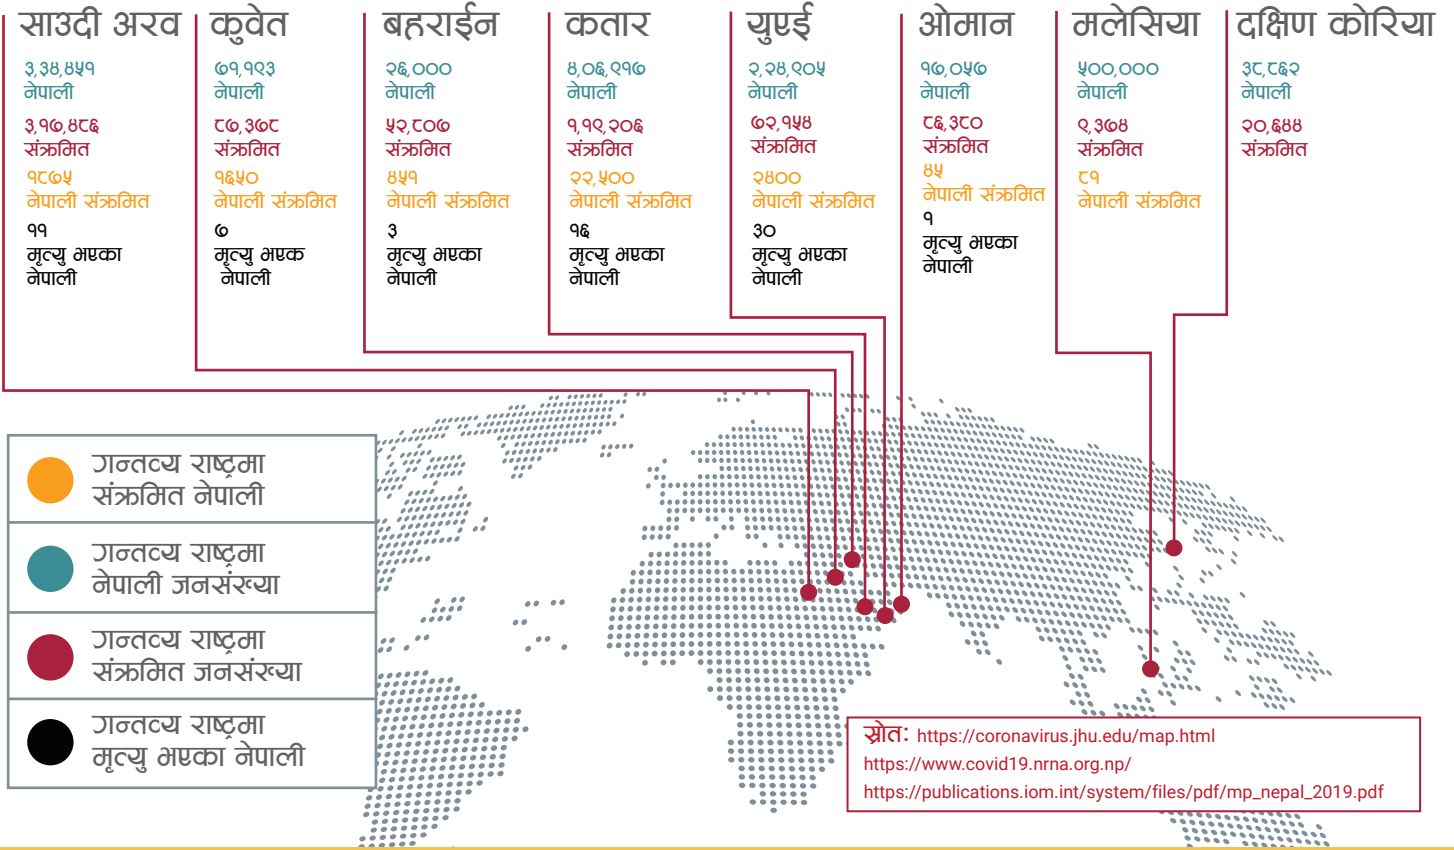 साउदी अरव
३,३४,४५१
नेपाली
३,१७,४८६
संक्रमित
१८७५
नेपाली संक्रमित
११
मृत्यु भएका
नेपाली
कुवेत
७१,१९३
नेपाली
८७,३७८
संक्रमित
१६५०
नेपाली संक्रमित
७
मृत्यु भएक
नेपाली
बहराईन
२६,०००
नेपाली
५२,८०७
संक्रमित
४५१
नेपाली संक्रमित
३
मृत्यु भएका
नेपाली
कतार
४,०६,९१७
नेपाली
१,१९,२०६
संक्रमित
२२,५००
नेपाली संक्रमित
१६
मृत्यु भएका
नेपाली
युएई
२,२४,९०५
नेपाली
७२,१५४
संक्रमित
२४००
नेपाली संक्रमित
३०
मृत्यु भएका
नेपाली
ओमान
१७,०५७
नेपाली
८६,३८०
संक्रमित
४५
नेपाली संक्रमित
१
मृत्यु भएका
नेपाली
मलेसिया
५००,०००
नेपाली
९,३७४
संक्रमित
८१
नेपाली संक्रमित
दक्षिण कोरिया
३८,८६२
नेपाली
२०,६४४
संक्रमित
गन्तव्य राष्ट्रमा
संक्रमित नेपाली
गन्तव्य राष्ट्रमा
नेपाली जनसंख्या
गन्तव्य राष्ट्रमा
संक्रमित जनसंख्या
गन्तव्य राष्ट्रमा
मृत्यु भएका नेपाली
स्रोत: https://coronavirus.jhu.edu/map.html
https://www.covid19.nrna.org.np/
https://publications.iom.int/system/files/pdf/mp_nepal_2019.pdf